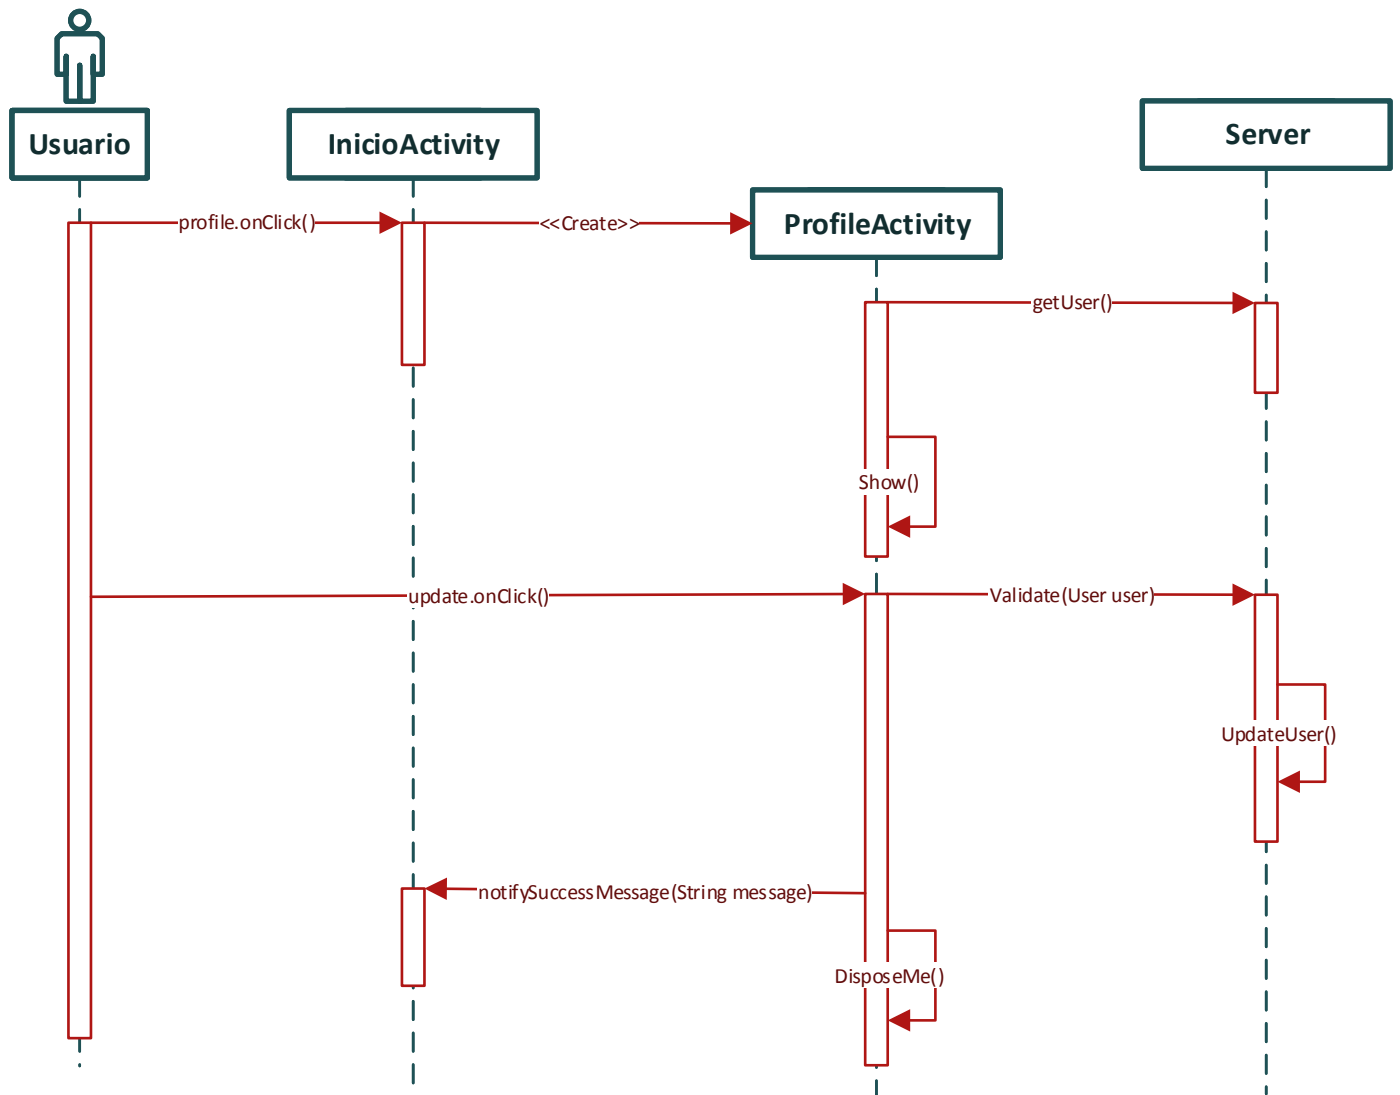 Usuario
InicioActivity
Server
profile.onClick()
<<Create>>
ProfileActivity
getUser()
Show()
update.onClick()
Validate(User user)
UpdateUser()
notifySuccessMessage(String message)
DisposeMe()